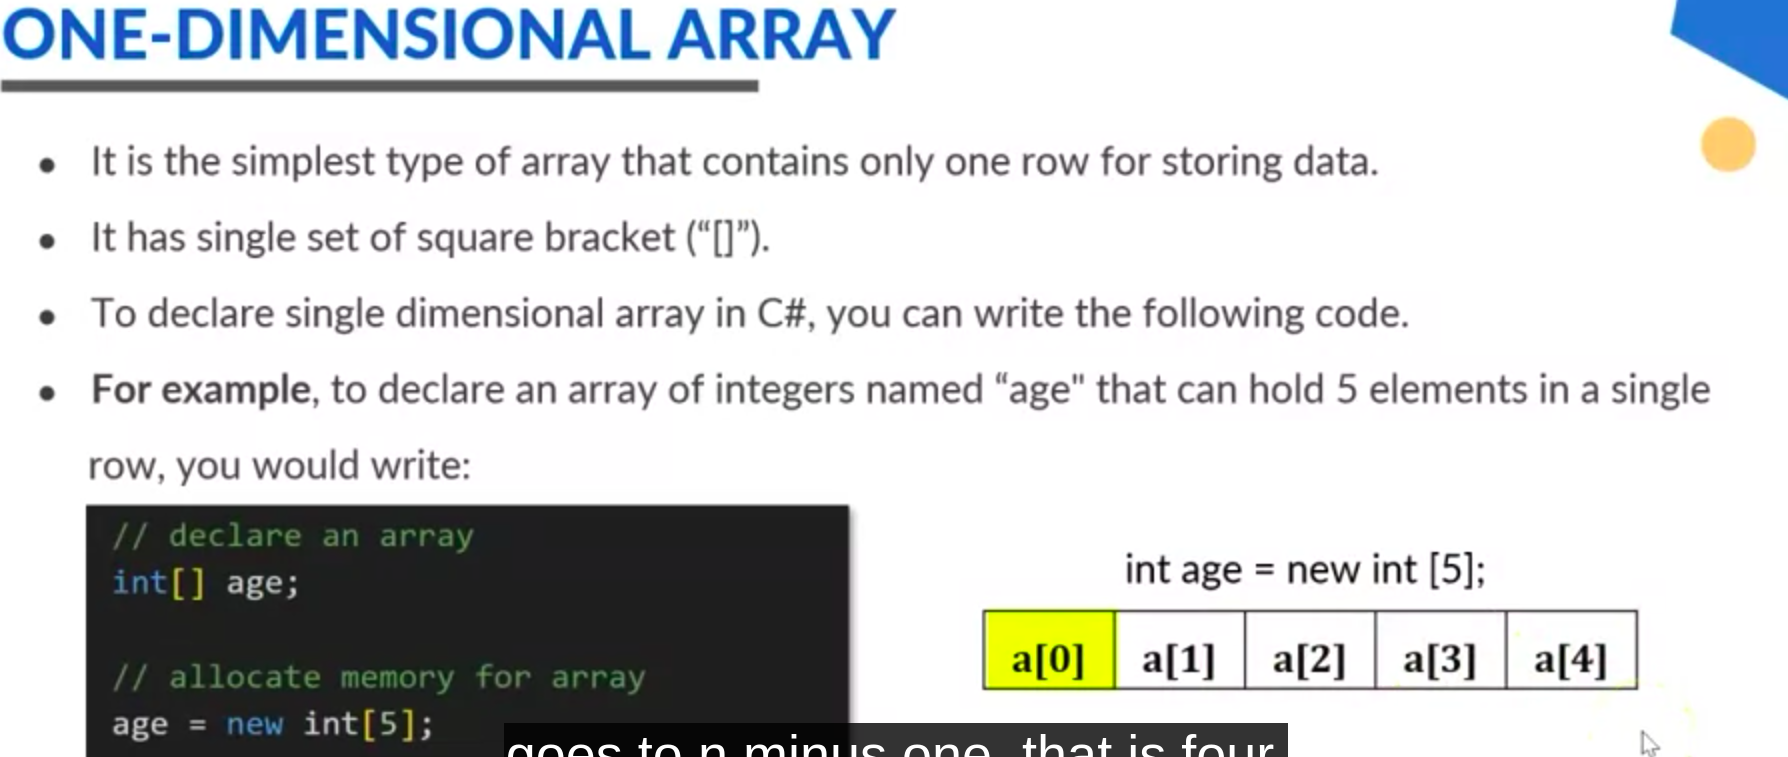 ONE-DIMENSIONAL ARRAY
• It is the simplest type of array that contains only one row for storing data.
• It has single set of square bracket (“[]”).
• To declare single dimensional array in C#, you can write the following code.
• For example, to declare an array of integers named “age" that can hold 5 elements in a single
row, you would write:
// declare an array
int[] age;
// allocate memory for array
age = new int[5];
int age = new int [5];
a[0] a[1] a[2] a[3] a[4]
goes to n minus one, that is four